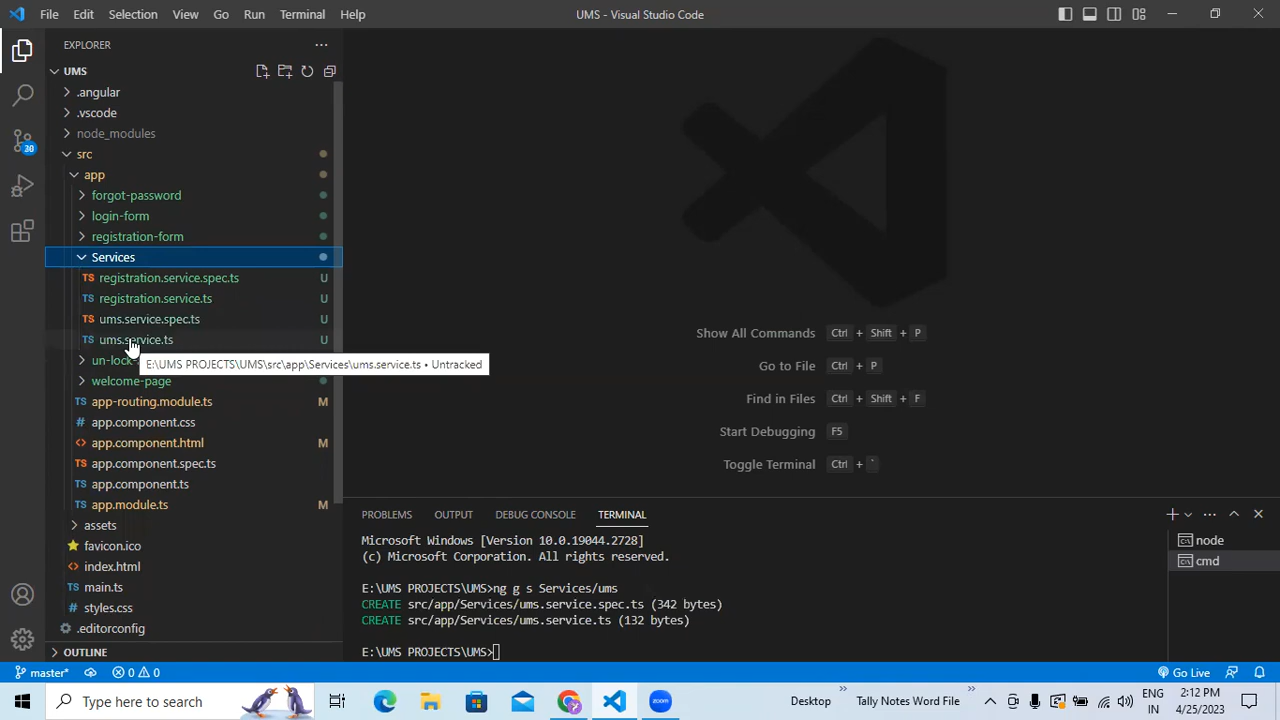 File Edit Selection View Go Run Terminal Help
UMS - Visual Studio Code
EXPLORER
UMS
.angular
.vscode
node_modules
src
app
forgot-password
login-form
registration-form
Services
registration.service.spec.ts U
registration.service.ts U
ums.service.spec.ts U
ums.service.ts U
E:\UMS PROJECTS\UMS\src\app\Services\ums.service.ts • Untracked
un-lock-
welcome-page
app-routing.module.ts M
app.component.css
app.component.html M
app.component.spec.ts
app.component.ts
app.module.ts M
assets
favicon.ico
index.html
main.ts
styles.css
.editorconfig
OUTLINE
30
Show All Commands Ctrl + Shift + P
Go to File Ctrl + P
Find in Files Ctrl + Shift + F
Start Debugging F5
Toggle Terminal Ctrl + `
PROBLEMS OUTPUT DEBUG CONSOLE TERMINAL
Microsoft Windows [Version 10.0.19044.2728]
(c) Microsoft Corporation. All rights reserved.
E:\UMS PROJECTS\UMS>ng g s Services/ums
CREATE src/app/Services/ums.service.spec.ts (342 bytes)
CREATE src/app/Services/ums.service.ts (132 bytes)
E:\UMS PROJECTS\UMS>
node
cmd
master* 0 0
Go Live
Type here to search
zoom
Desktop
Tally Notes Word File
ENG
IN
2:12 PM
4/25/2023